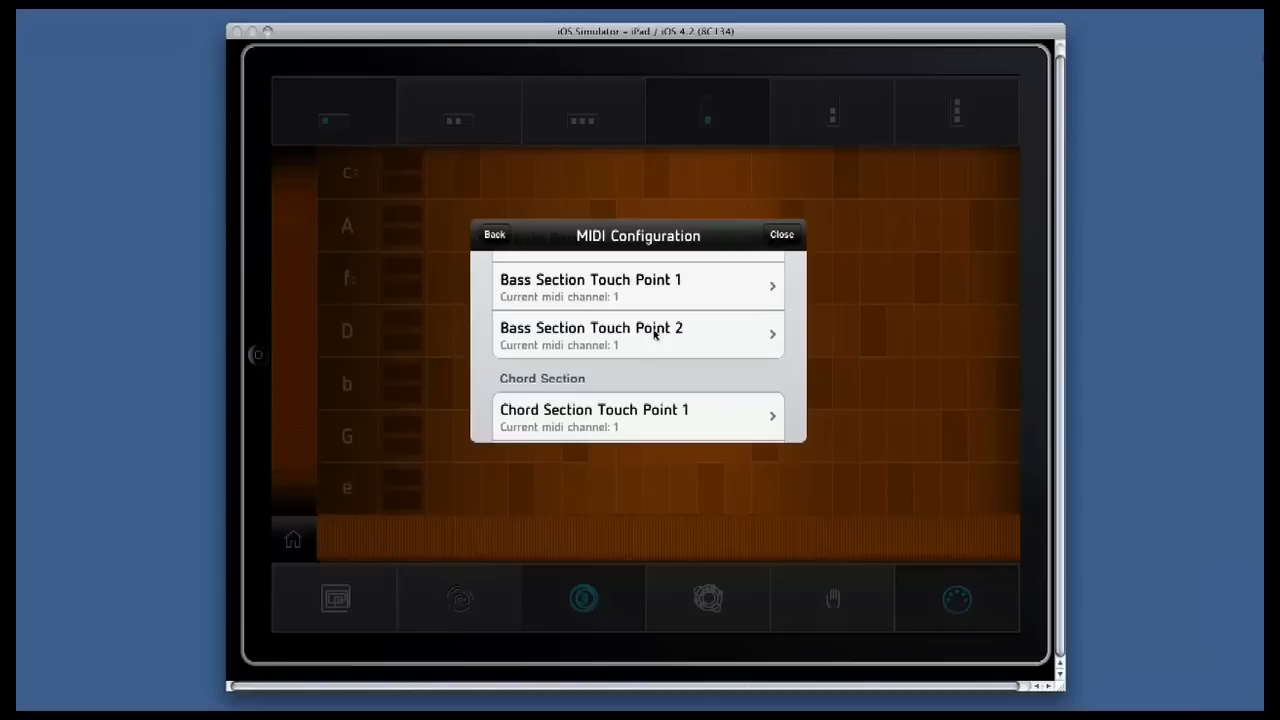 iOS Simulator - iPad / iOS 4.2 (8C134)
Back
MIDI Configuration
Close
Bass Section Touch Point 1
Current midi channel: 1
Bass Section Touch Point 2
Current midi channel: 1
Chord Section
Chord Section Touch Point 1
Current midi channel: 1
c#
A
f#
D
b
G
e